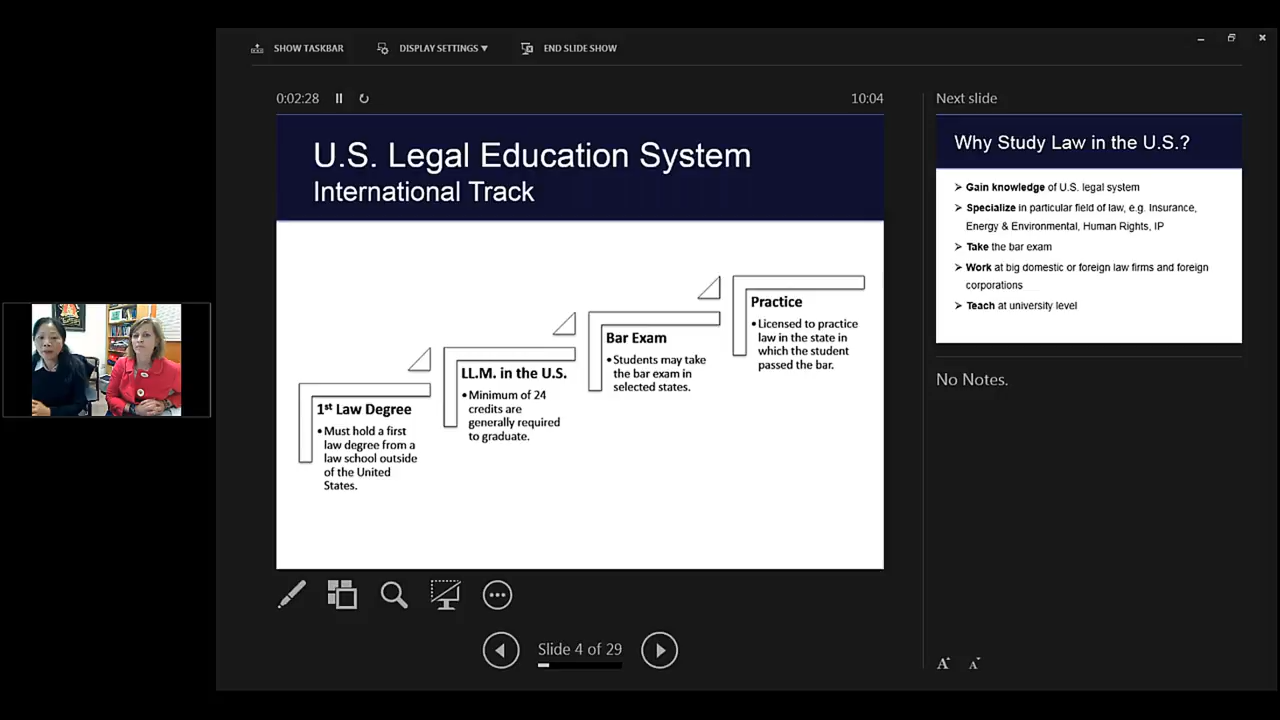 SHOW TASKBAR
DISPLAY SETTINGS ▼
END SLIDE SHOW
0:02:28
10:04
U.S. Legal Education System
International Track
1st Law Degree
•Must hold a first
law degree from a
law school outside
of the United
States.
LL.M. in the U.S.
•Minimum of 24
credits are
generally required
to graduate.
Bar Exam
•Students may take
the bar exam in
selected states.
Practice
•Licensed to practice
law in the state in
which the student
passed the bar.
Slide 4 of 29
Next slide
Why Study Law in the U.S.?
➢ Gain knowledge of U.S. legal system
➢ Specialize in particular field of law, e.g. Insurance,
Energy & Environmental, Human Rights, IP
➢ Take the bar exam
➢ Work at big domestic or foreign law firms and foreign
corporations
➢ Teach at university level
No Notes.
A A